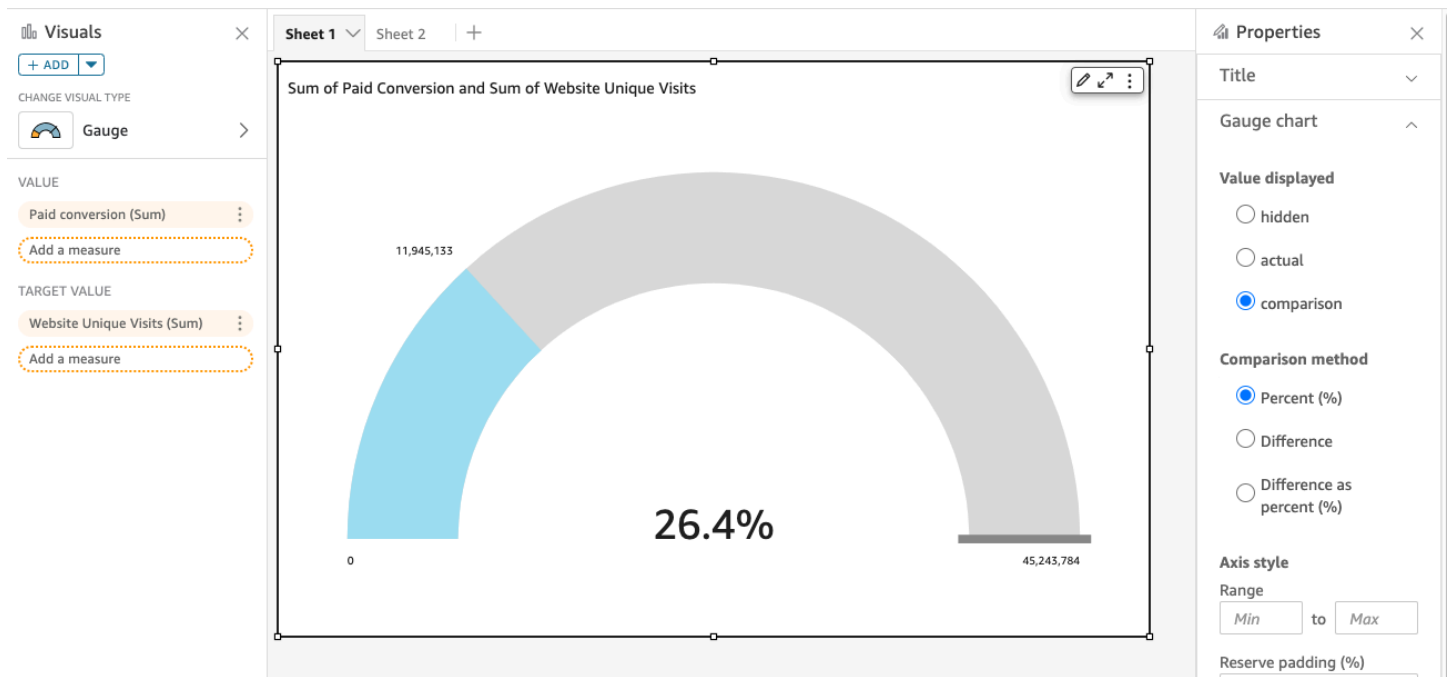 Visuals
+ ADD
CHANGE VISUAL TYPE
Gauge
VALUE
Paid conversion (Sum)
Add a measure
TARGET VALUE
Website Unique Visits (Sum)
Add a measure
Sheet 1
Sheet 2
Sum of Paid Conversion and Sum of Website Unique Visits
11,945,133
26.4%
0
45,243,784
Properties
Title
Gauge chart
Value displayed
hidden
actual
comparison
Comparison method
Percent (%)
Difference
Difference as
percent (%)
Axis style
Range
Min to Max
Reserve padding (%)